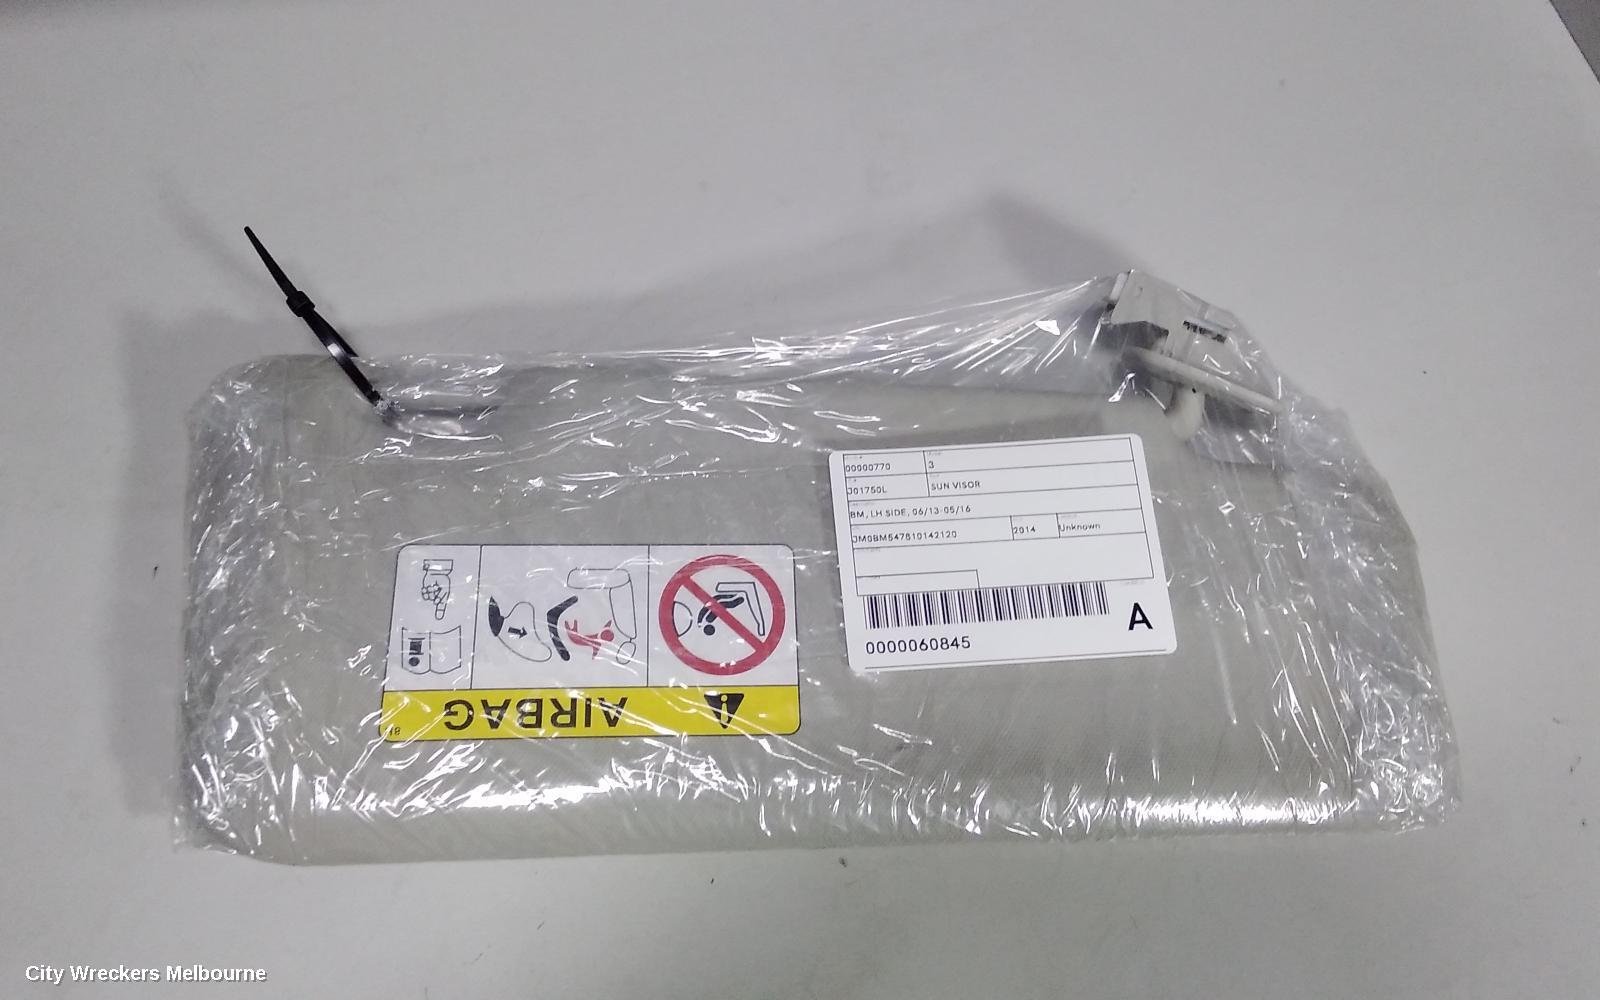 00000770
3
J01750L
SUN VISOR
BM, LH SIDE, 06/13-05/16
JM0BM547810142120
2014
Unknown
A
0000060845
AIRBAG
City Wreckers Melbourne